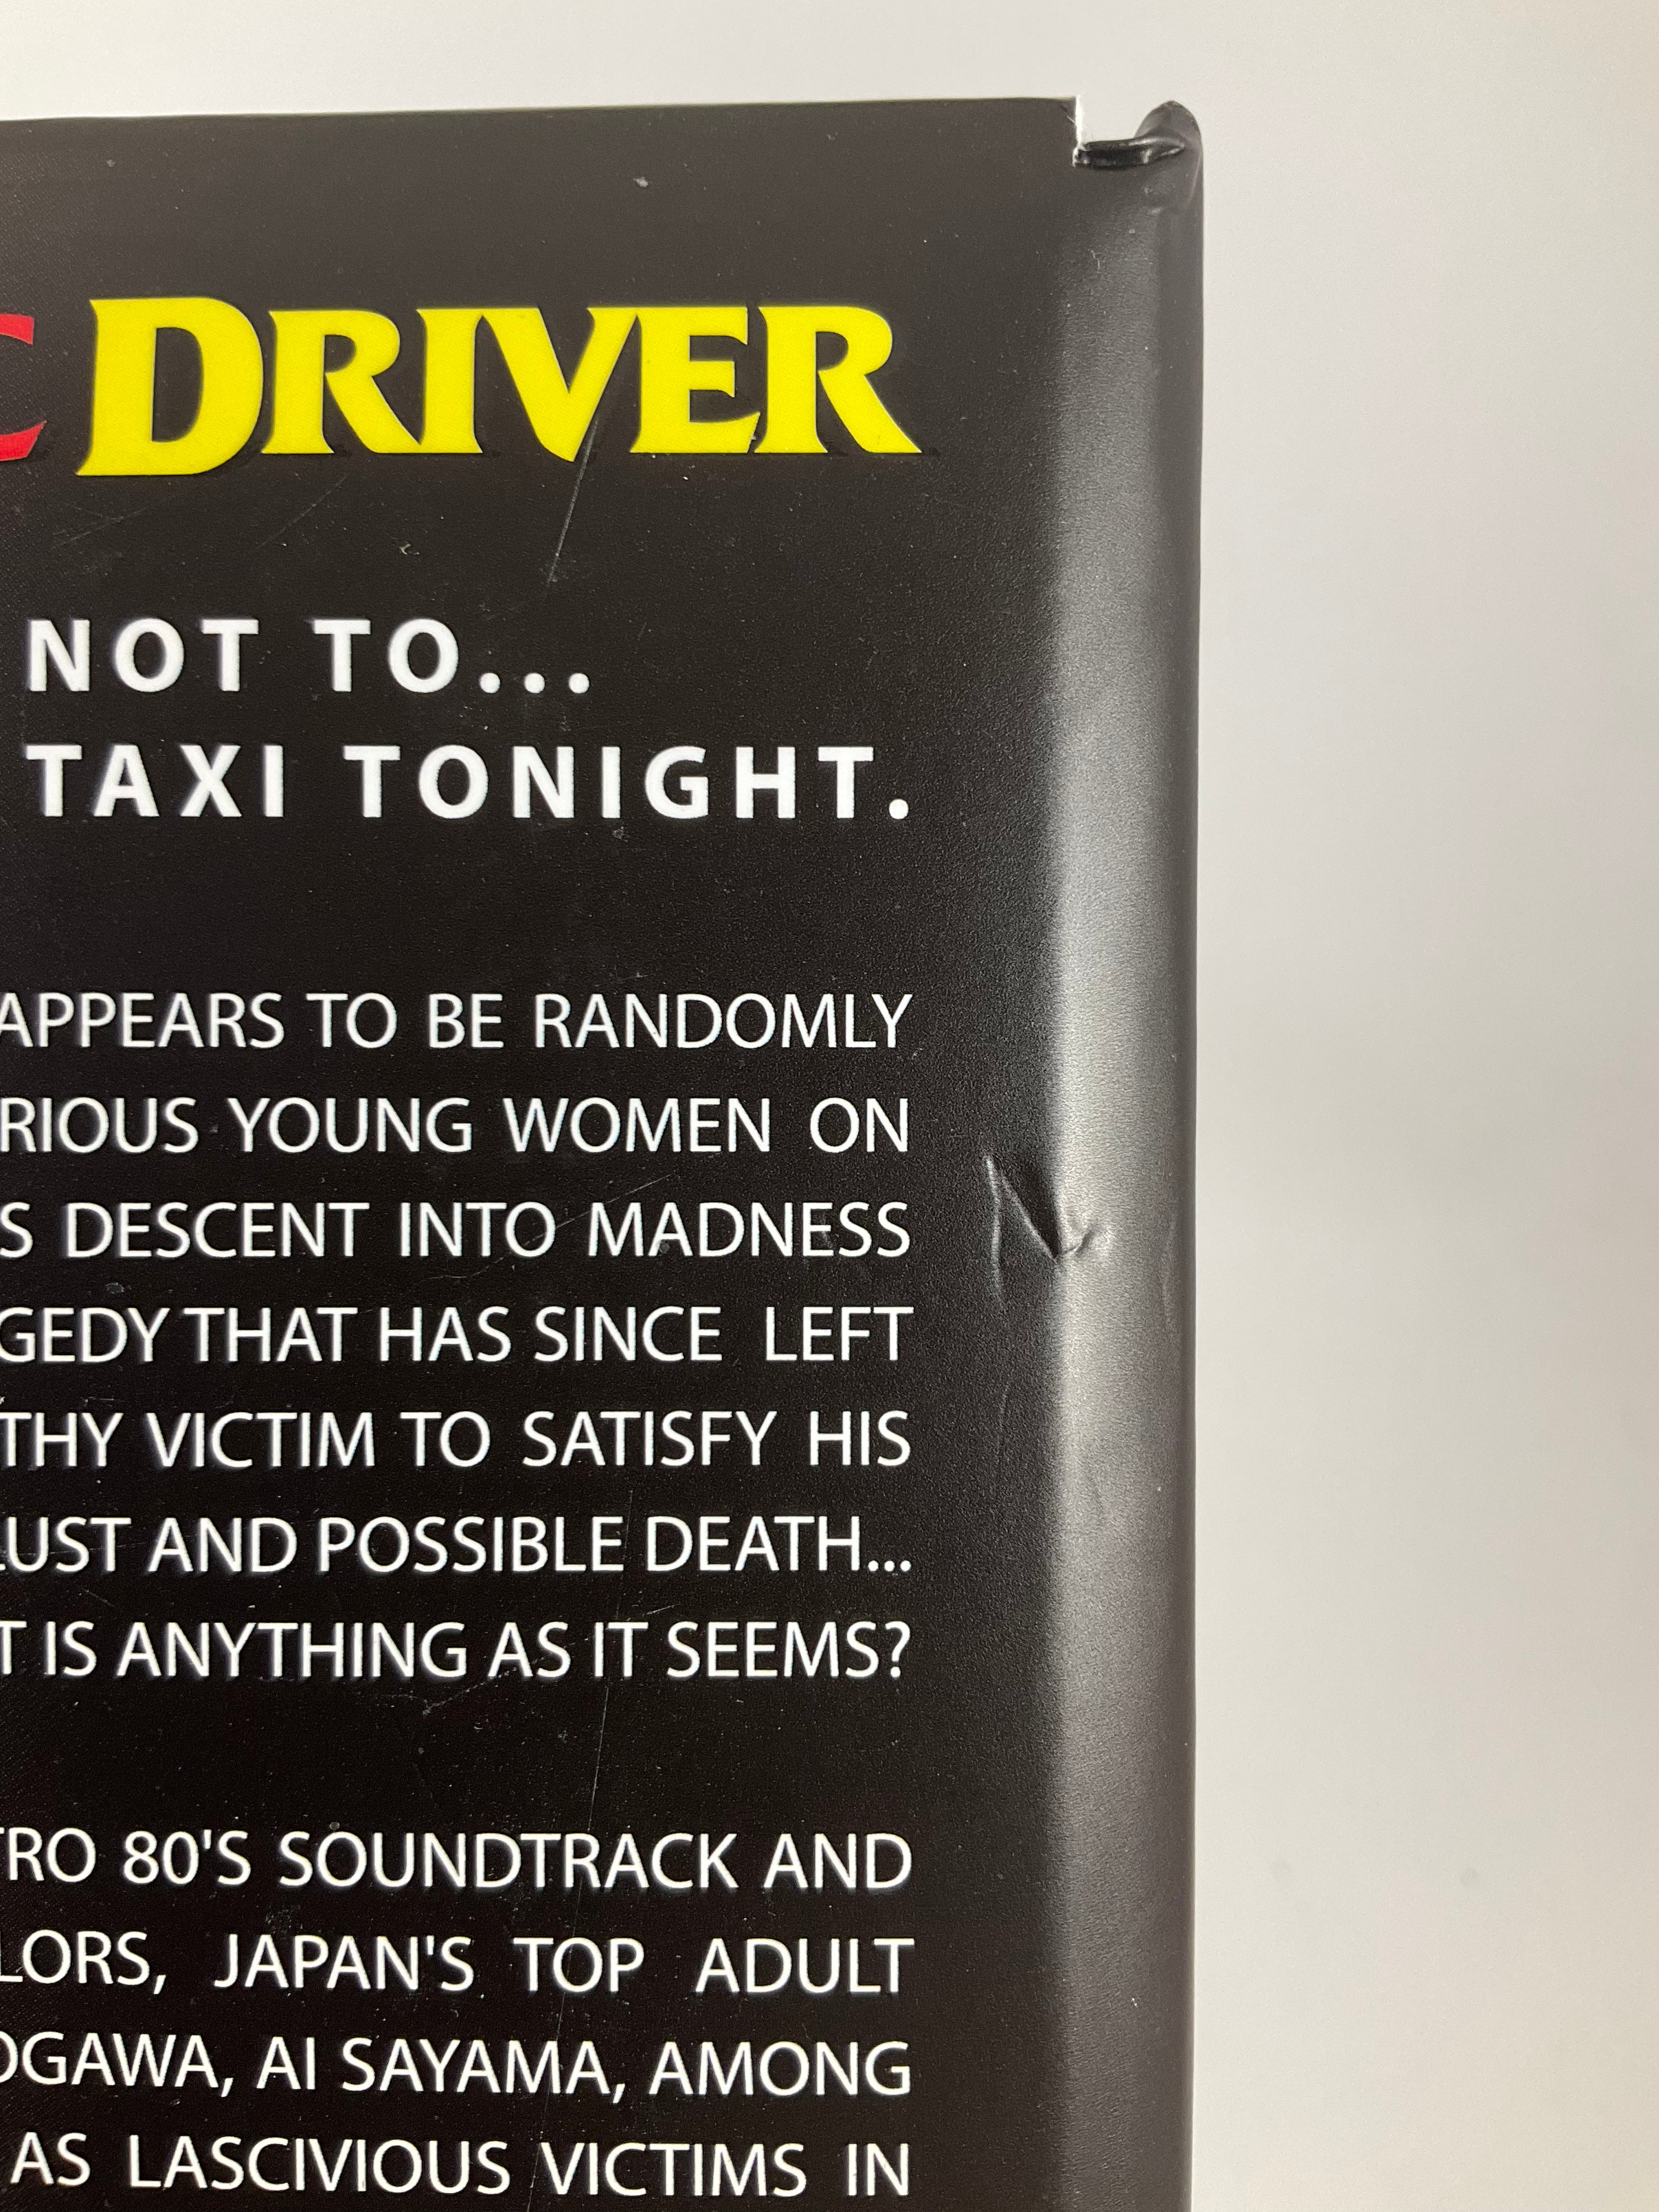 DRIVER
NOT TO...
TAXI TONIGHT.
APPEARS TO BE RANDOMLY
RIOUS YOUNG WOMEN ON
S DESCENT INTO MADNESS
GEDY THAT HAS SINCE LEFT
THY VICTIM TO SATISFY HIS
LUST AND POSSIBLE DEATH...
T IS ANYTHING AS IT SEEMS?
TRO 80'S SOUNDTRACK AND
LORS, JAPAN'S TOP ADULT
OGAWA, AI SAYAMA, AMONG
AS LASCIVIOUS VICTIMS IN